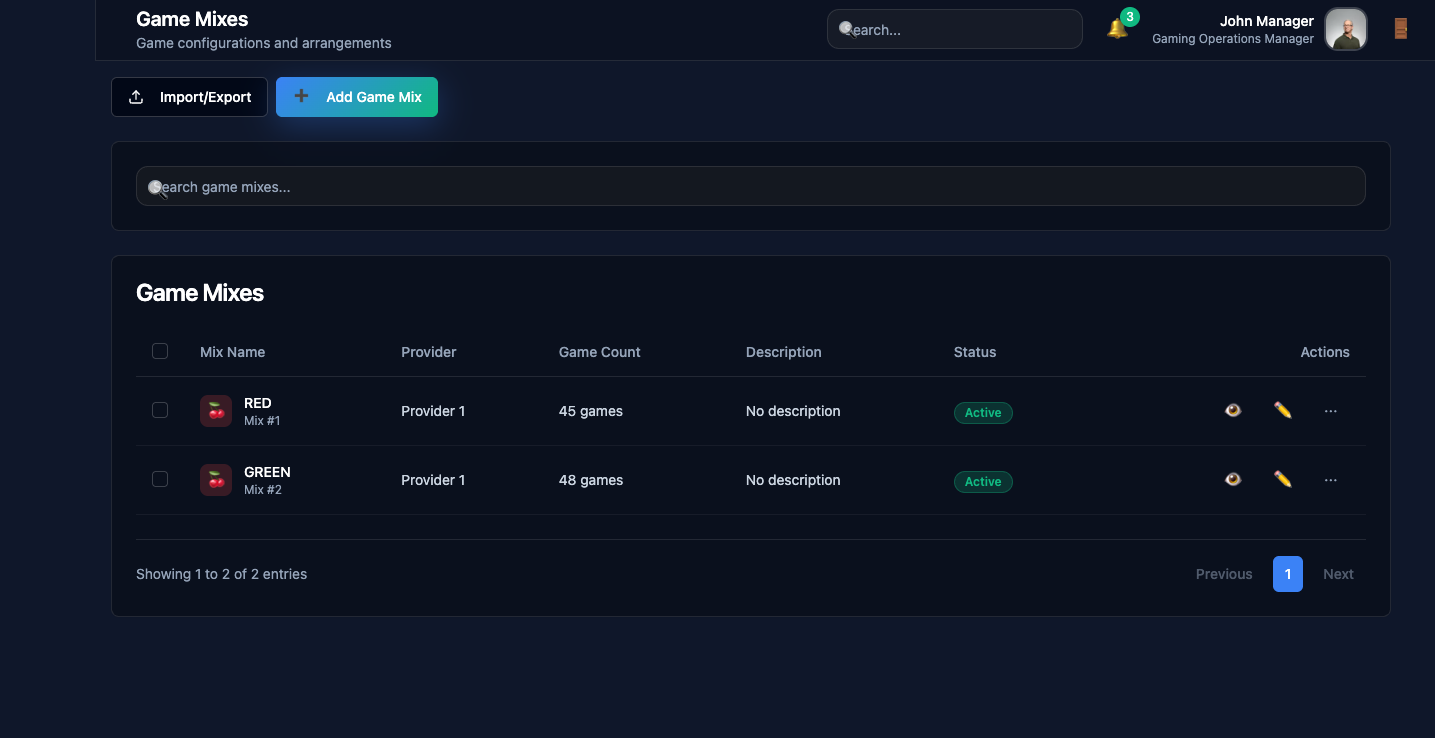 Game Mixes
Game configurations and arrangements
Search...
3
John Manager
Gaming Operations Manager
Import/Export
Add Game Mix
Search game mixes...
Game Mixes
Mix Name Provider Game Count Description Status Actions
RED
Mix #1
Provider 1 45 games No description Active ...
GREEN
Mix #2
Provider 1 48 games No description Active ...
Showing 1 to 2 of 2 entries
Previous 1 Next